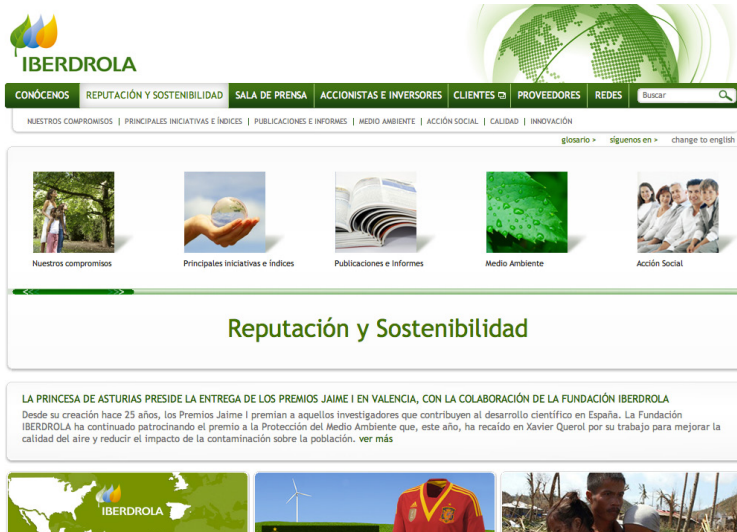 IBERDROLA
CONÓCENOS REPUTACIÓN Y SOSTENIBILIDAD SALA DE PRENSA ACCIONISTAS E INVERSORES CLIENTES PROVEEDORES REDES Buscar
NUESTROS COMPROMISOS | PRINCIPALES INICIATIVAS E ÍNDICES | PUBLICACIONES E INFORMES | MEDIO AMBIENTE | ACCIÓN SOCIAL | CALIDAD | INNOVACIÓN
glosario > síguenos en > change to english
Nuestros compromisos Principales iniciativas e índices Publicaciones e Informes Medio Ambiente Acción Social
Reputación y Sostenibilidad
LA PRINCESA DE ASTURIAS PRESIDE LA ENTREGA DE LOS PREMIOS JAIME I EN VALENCIA, CON LA COLABORACIÓN DE LA FUNDACIÓN IBERDROLA
Desde su creación hace 25 años, los Premios Jaime I premian a aquellos investigadores que contribuyen al desarrollo científico en España. La Fundación
IBERDROLA ha continuado patrocinando el premio a la Protección del Medio Ambiente que, este año, ha recaído en Xavier Querol por su trabajo para mejorar la
calidad del aire y reducir el impacto de la contaminación sobre la población. ver más
IBERDROLA